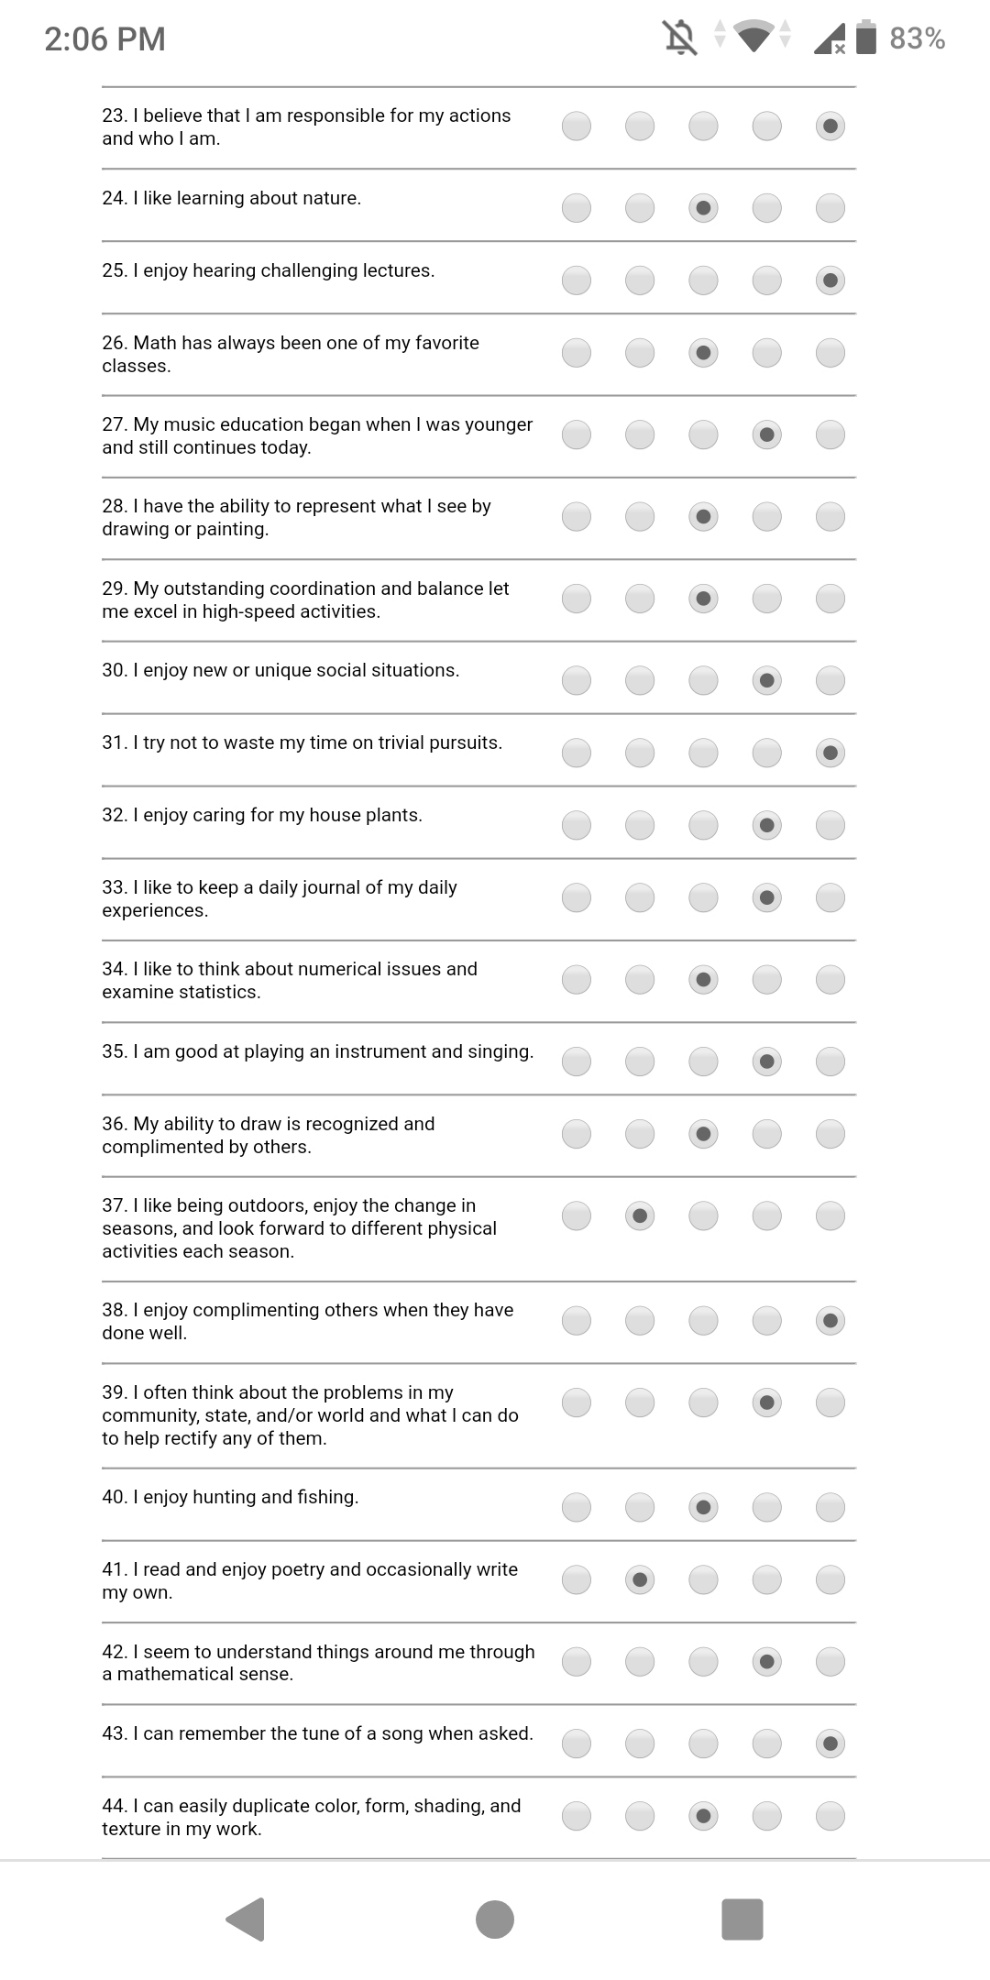 2:06 PM
83%
23. I believe that I am responsible for my actions
and who I am.
24. I like learning about nature.
25. I enjoy hearing challenging lectures.
26. Math has always been one of my favorite
classes.
27. My music education began when I was younger
and still continues today.
28. I have the ability to represent what I see by
drawing or painting.
29. My outstanding coordination and balance let
me excel in high-speed activities.
30. I enjoy new or unique social situations.
31. I try not to waste my time on trivial pursuits.
32. I enjoy caring for my house plants.
33. I like to keep a daily journal of my daily
experiences.
34. I like to think about numerical issues and
examine statistics.
35. I am good at playing an instrument and singing.
36. My ability to draw is recognized and
complimented by others.
37. I like being outdoors, enjoy the change in
seasons, and look forward to different physical
activities each season.
38. I enjoy complimenting others when they have
done well.
39. I often think about the problems in my
community, state, and/or world and what I can do
to help rectify any of them.
40. I enjoy hunting and fishing.
41. I read and enjoy poetry and occasionally write
my own.
42. I seem to understand things around me through
a mathematical sense.
43. I can remember the tune of a song when asked.
44. I can easily duplicate color, form, shading, and
texture in my work.